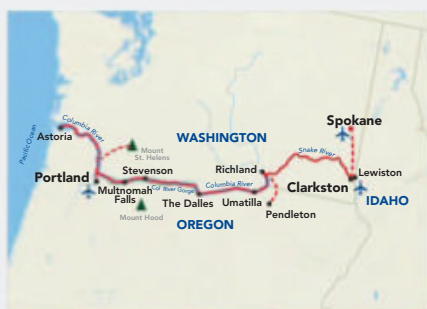 Pacific Ocean
Columbia River
Astoria
Mount
St. Helens
WASHINGTON
Spokane
Snake River
Portland
Stevenson
Multnomah
Falls
Col River Gorge
Mount Hood
The Dalles
Columbia River
Richland
Umatilla
Pendleton
Clarkston
Lewiston
IDAHO
OREGON